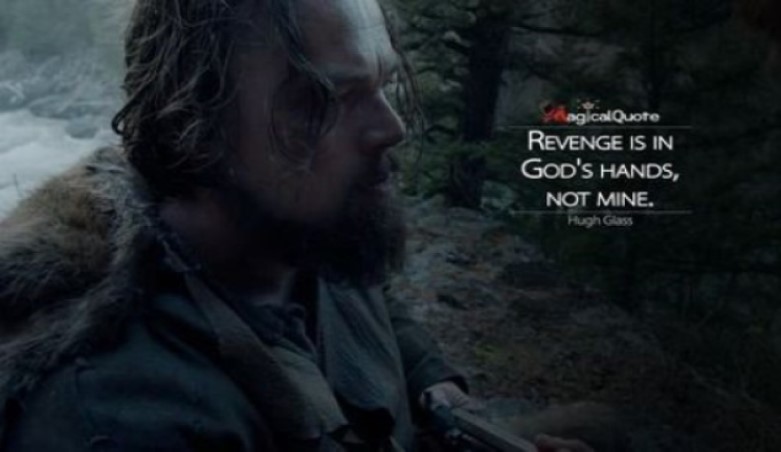 MagicalQuote
REVENGE IS IN
GOD'S HANDS,
NOT MINE.
Hugh Glass